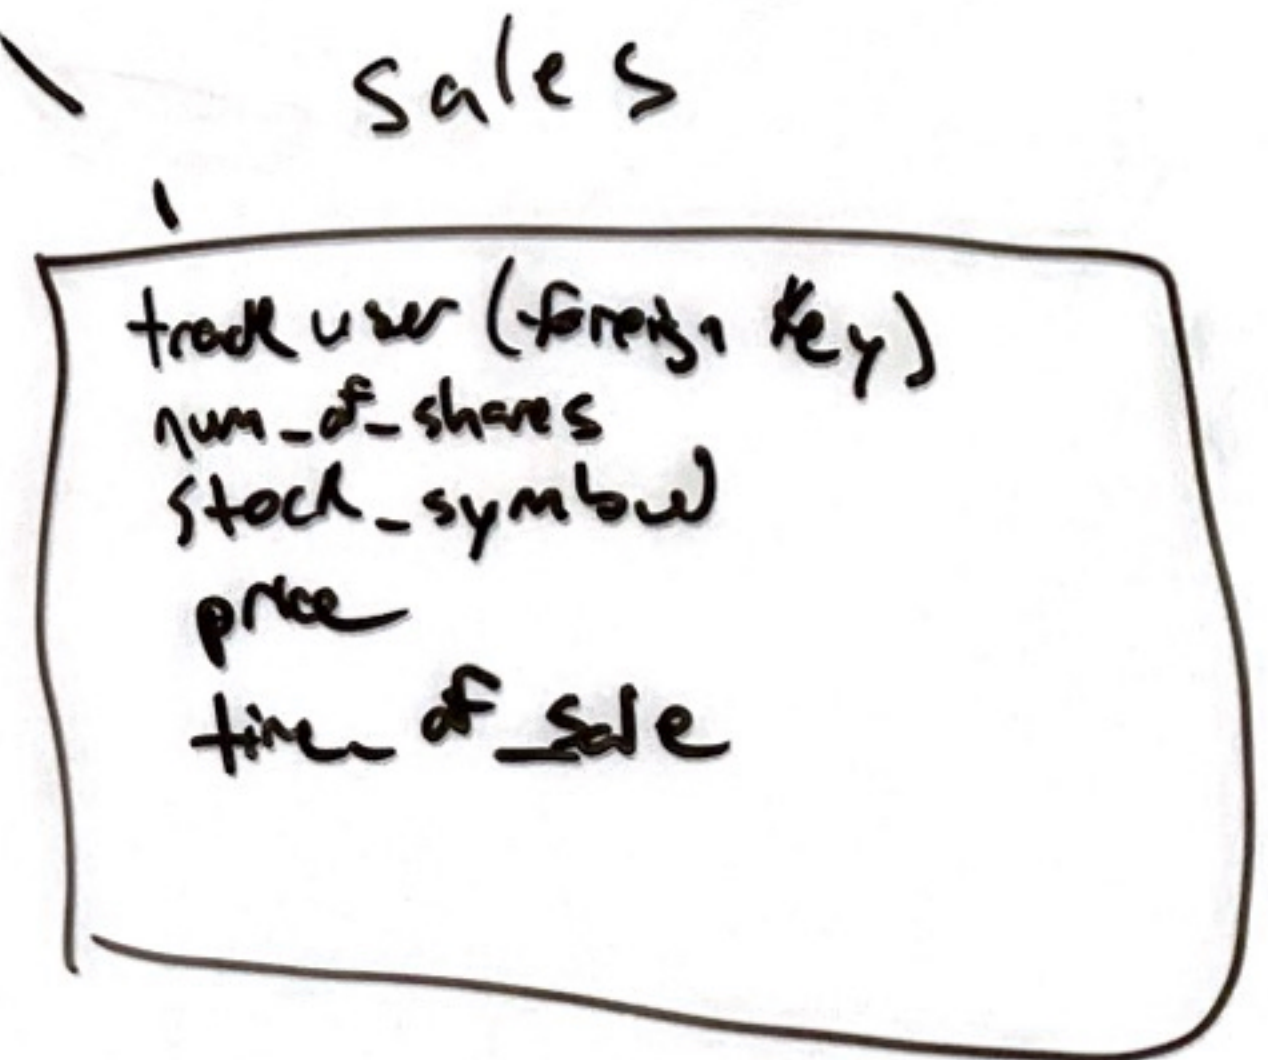 sales
track user (foreign key)
num_of_shares
stock_symbol
price
time_of_sale